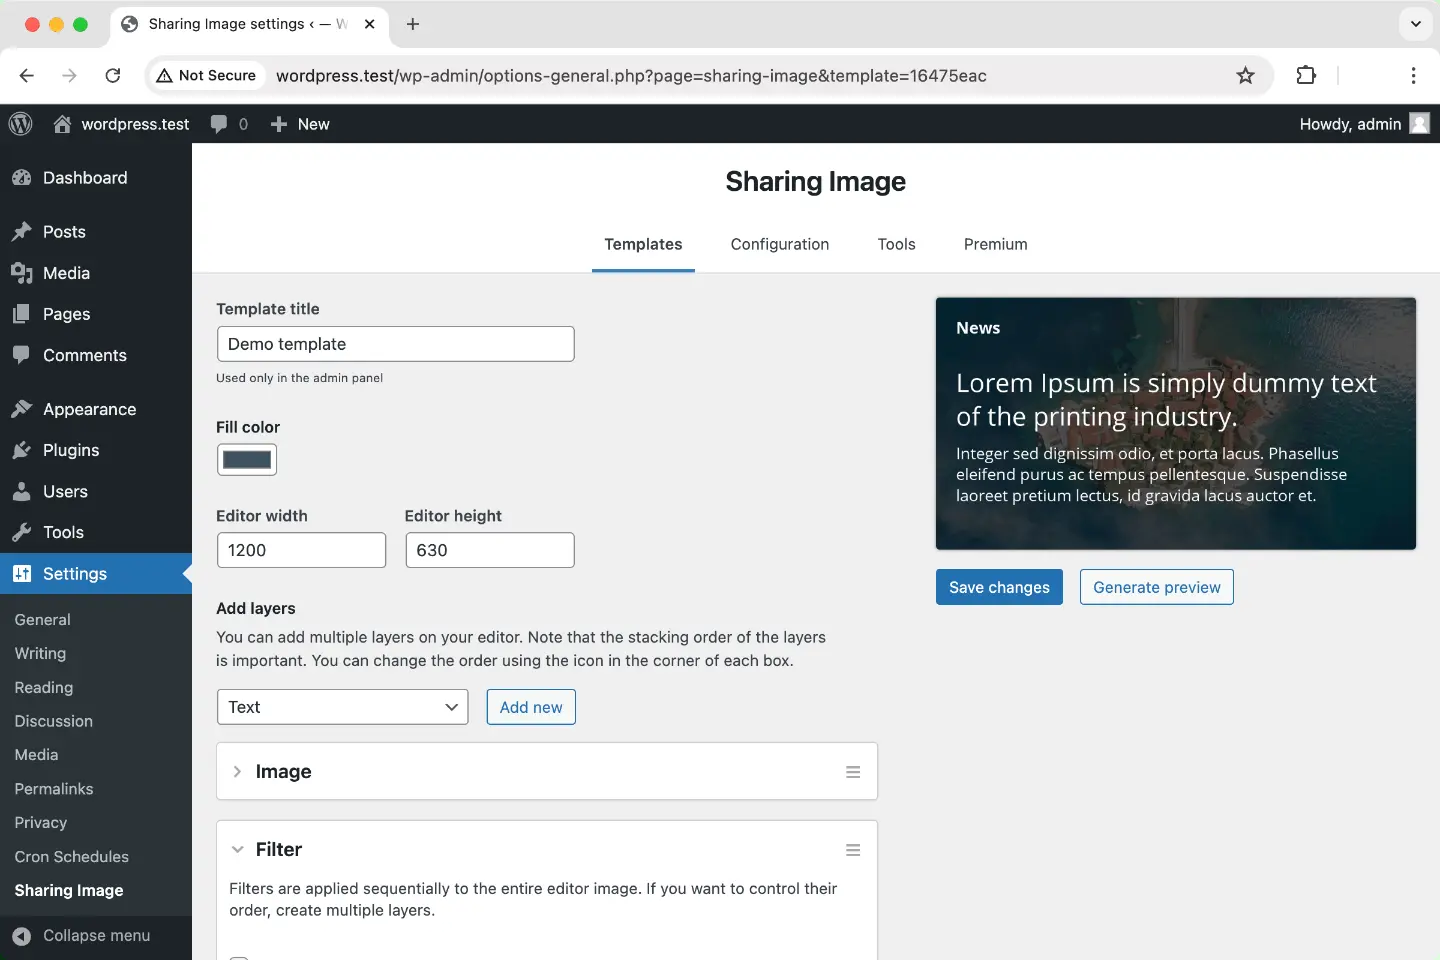 Sharing Image settings ‹ — W
Not Secure
wordpress.test/wp-admin/options-general.php?page=sharing-image&template=16475eac
wordpress.test
0
New
Howdy, admin
Dashboard
Posts
Media
Pages
Comments
Appearance
Plugins
Users
Tools
Settings
General
Writing
Reading
Discussion
Media
Permalinks
Privacy
Cron Schedules
Sharing Image
Collapse menu
Sharing Image
Templates
Configuration
Tools
Premium
Template title
Demo template
Used only in the admin panel
Fill color
Editor width
Editor height
1200
630
Add layers
You can add multiple layers on your editor. Note that the stacking order of the layers
is important. You can change the order using the icon in the corner of each box.
Text
Add new
Image
Filter
Filters are applied sequentially to the entire editor image. If you want to control their
order, create multiple layers.
News
Lorem Ipsum is simply dummy text
of the printing industry.
Integer sed dignissim odio, et porta lacus. Phasellus
eleifend purus ac tempus pellentesque. Suspendisse
laoreet pretium lectus, id gravida lacus auctor et.
Save changes
Generate preview